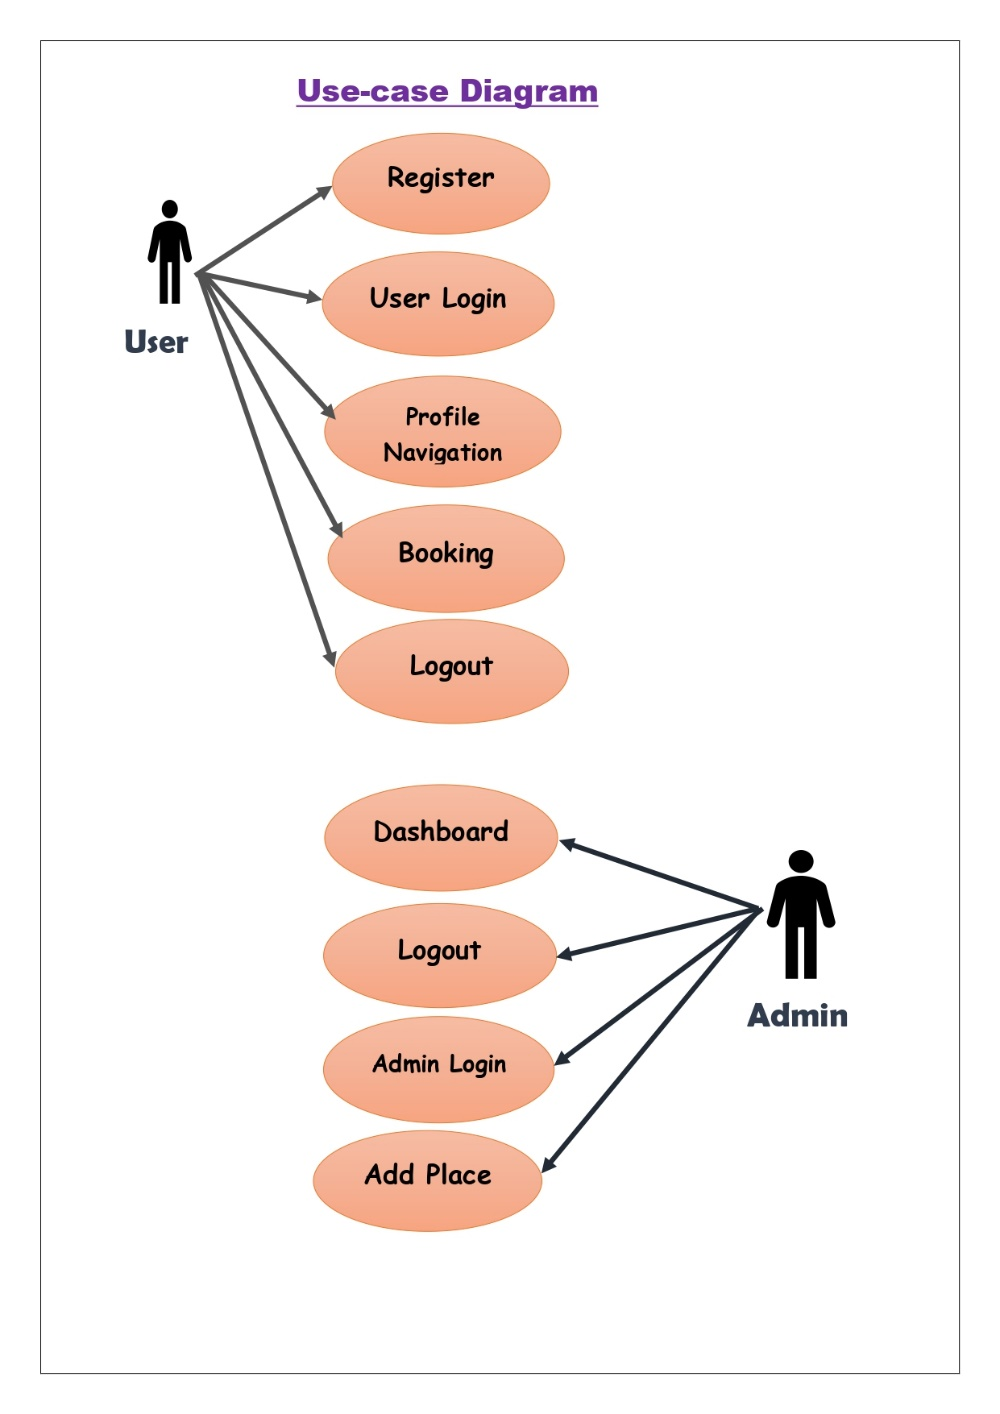 Use-case Diagram
Register
User Login
User
Profile
Navigation
Booking
Logout
Dashboard
Logout
Admin
Admin Login
Add Place